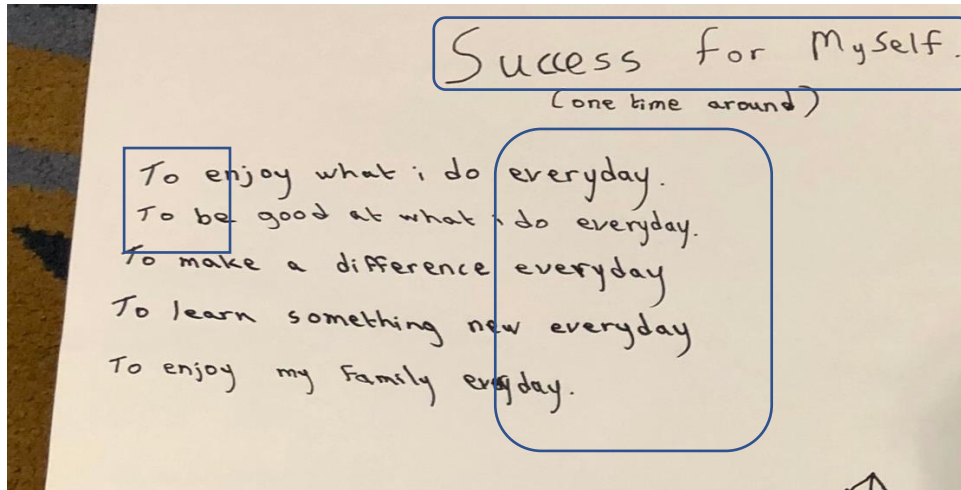 Success for Myself.
(one time around)
To enjoy what i do everyday.
To be good at what i do everyday.
To make a difference everyday
To learn something new everyday
To enjoy my Family everyday.